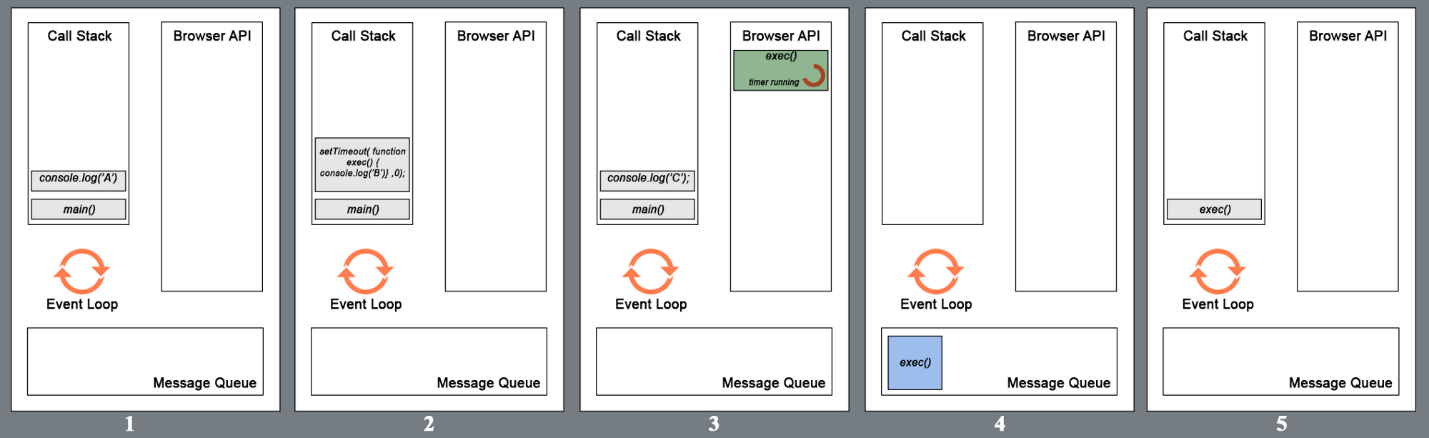 Call Stack
Browser API
console.log('A')
main()
Event Loop
Message Queue
1
Call Stack
Browser API
setTimeout( function
exec() {
console.log('B')} ,0);
main()
Event Loop
Message Queue
2
Call Stack
Browser API
exec()
timer running
console.log('C');
main()
Event Loop
Message Queue
3
Call Stack
Browser API
Event Loop
exec()
Message Queue
4
Call Stack
Browser API
exec()
Event Loop
Message Queue
5